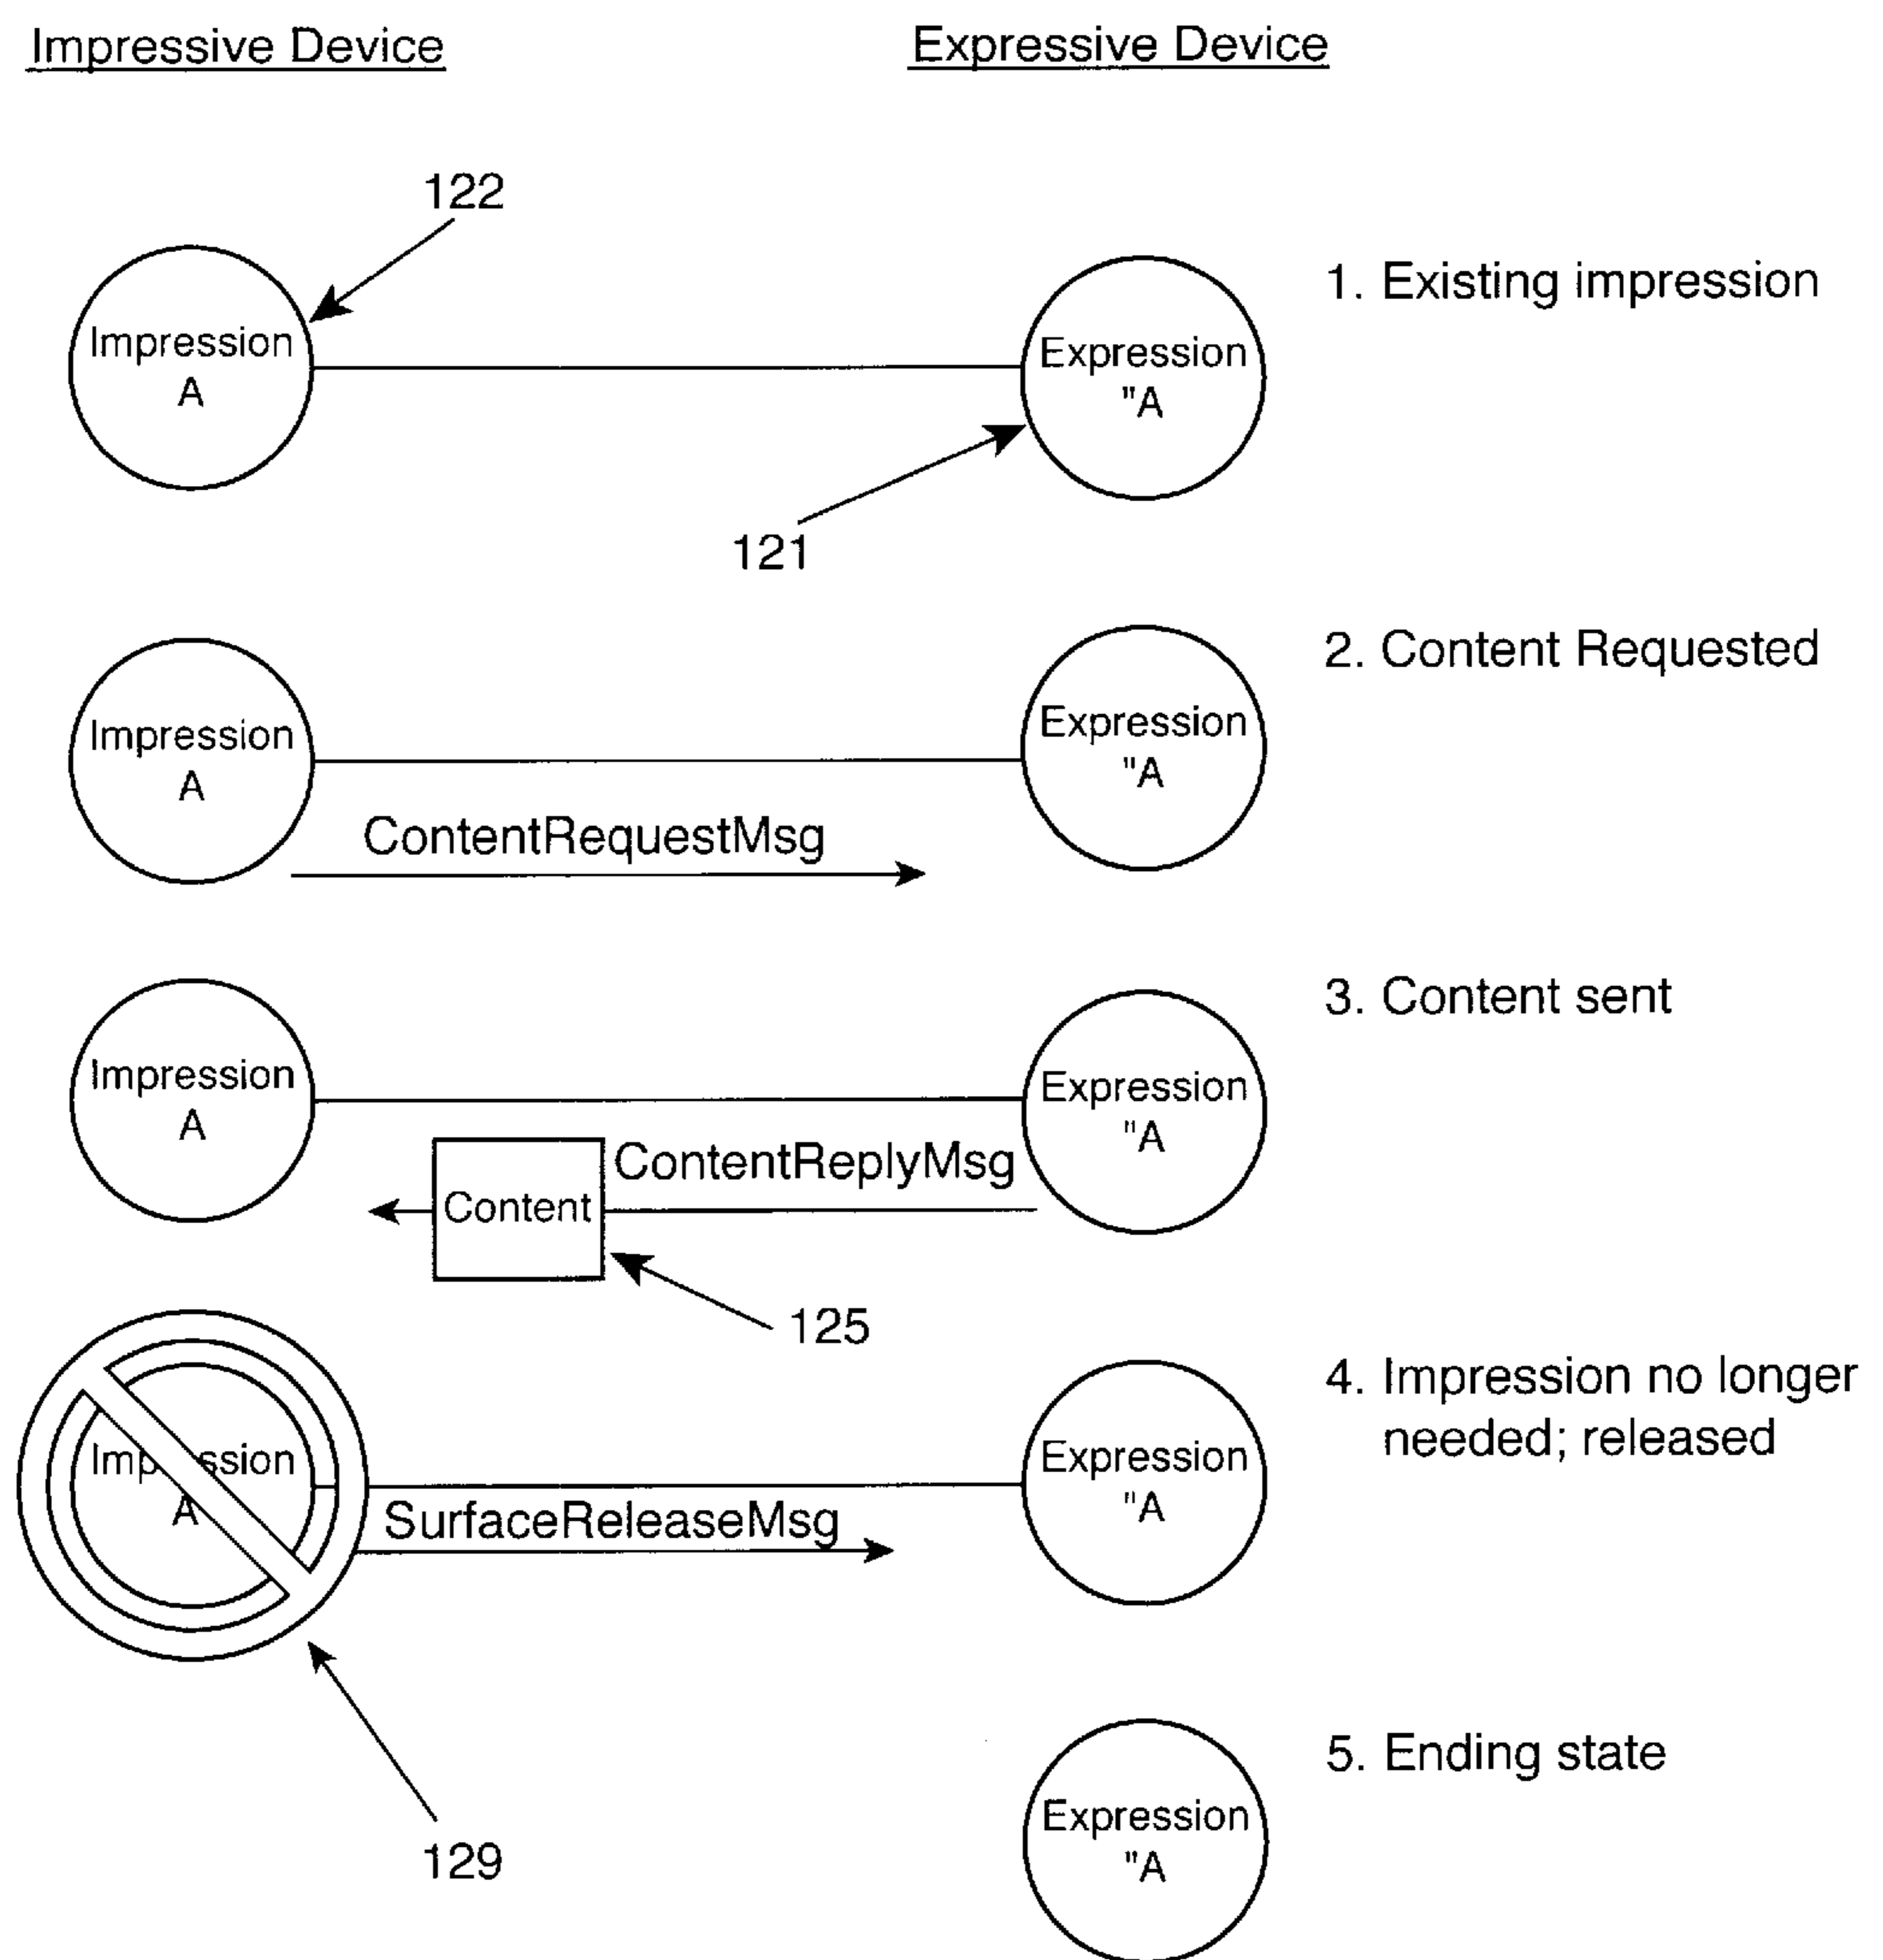 Impressive Device
Expressive Device
122
Impression
A
Expression
"A
1. Existing impression
121
Impression
A
Expression
"A
2. Content Requested
ContentRequestMsg
Impression
A
Expression
"A
3. Content sent
ContentReplyMsg
Content
125
Impression
A
Expression
"A
4. Impression no longer
needed; released
SurfaceReleaseMsg
129
Expression
"A
5. Ending state